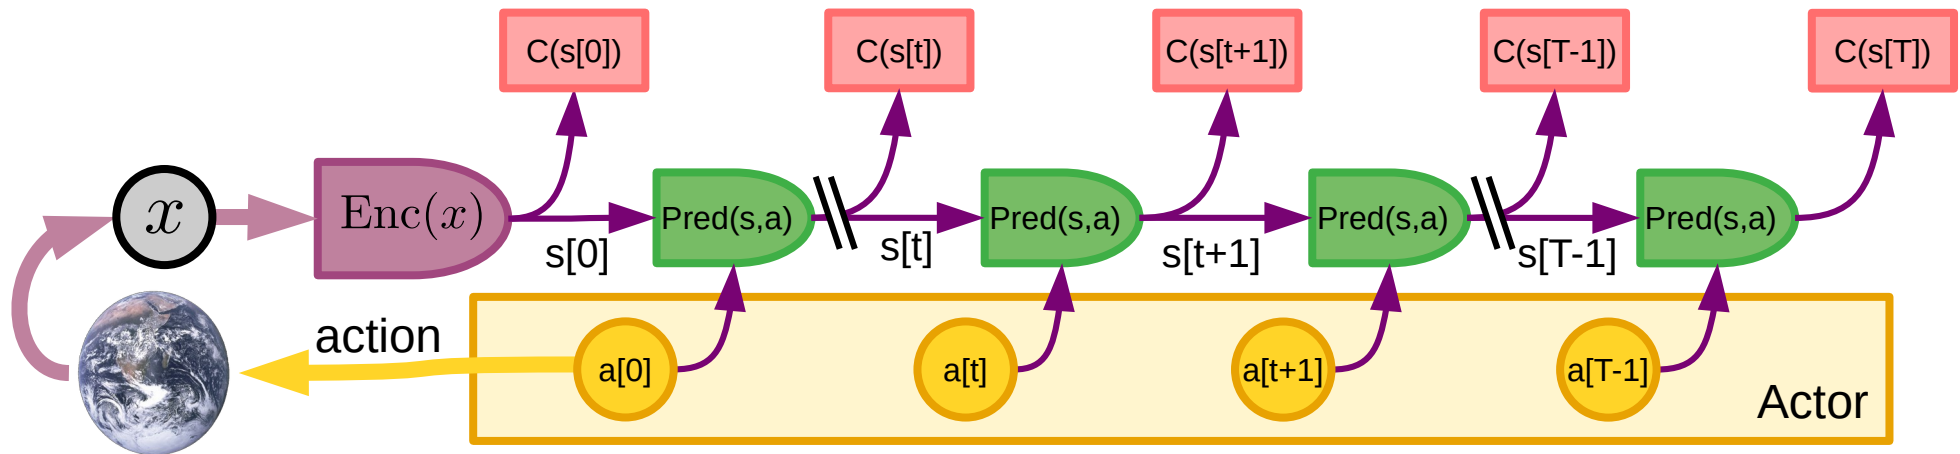 C(s[0])
C(s[t])
C(s[t+1])
C(s[T-1])
C(s[T])
x
Enc(x)
Pred(s,a)
Pred(s,a)
Pred(s,a)
Pred(s,a)
s[0]
s[t]
s[t+1]
s[T-1]
action
a[0]
a[t]
a[t+1]
a[T-1]
Actor